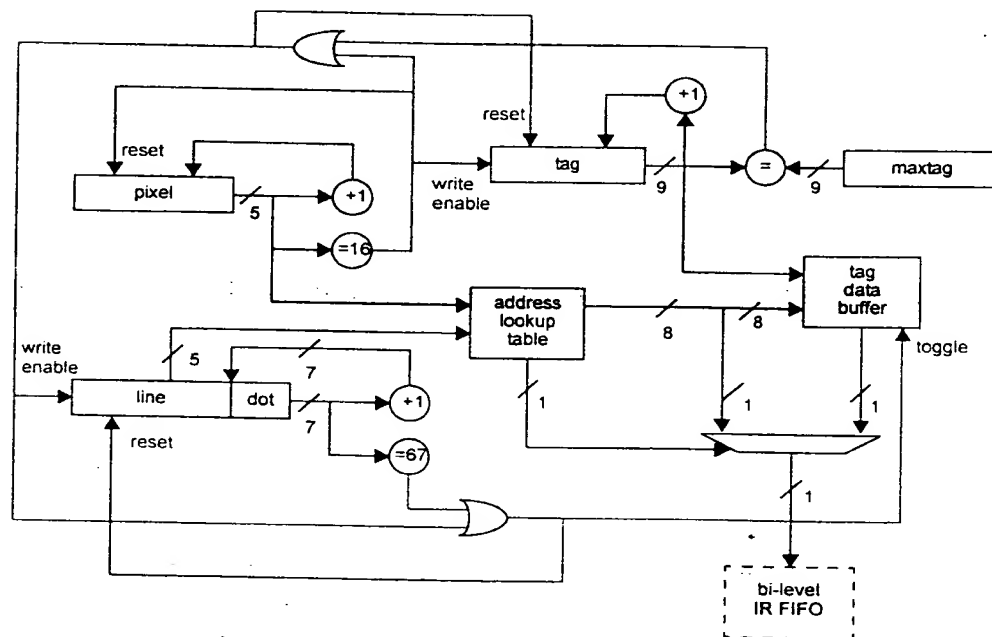 +1
reset
reset
tag
=
maxtag
9
9
write
enable
pixel
+1
5
=16
tag
data
buffer
address
lookup
table
8
8
toggle
write
enable
5
7
line
dot
+1
7
1
1
1
reset
=67
1
bi-level
IR FIFO